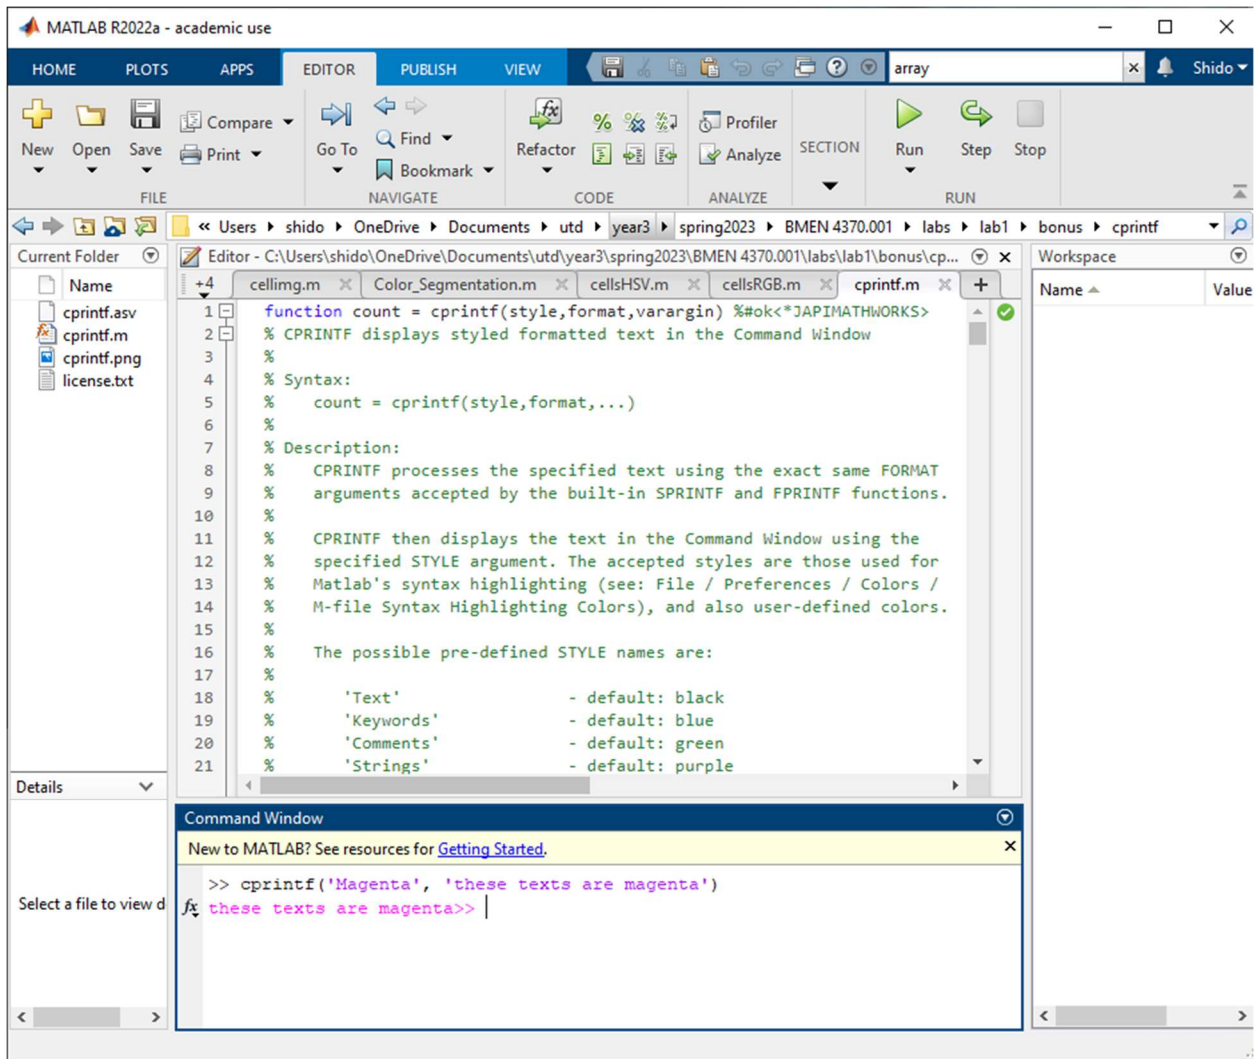 MATLAB R2022a - academic use
HOME PLOTS APPS EDITOR PUBLISH VIEW array Shido
New Open Save Compare Print Go To Find Bookmark Refactor Profiler Analyze SECTION Run Step Stop
FILE NAVIGATE CODE ANALYZE RUN
« Users shido OneDrive Documents utd year3 spring2023 BMEN 4370.001 labs lab1 bonus cprintf
Current Folder
Name
cprintf.asv
cprintf.m
cprintf.png
license.txt
Details
Select a file to view d
Editor - C:\Users\shido\OneDrive\Documents\utd\year3\spring2023\BMEN 4370.001\labs\lab1\bonus\cp...
+4 cellimg.m Color_Segmentation.m cellsHSV.m cellsRGB.m cprintf.m +
1 function count = cprintf(style,format,varargin) %#ok<*JAPIMATHWORKS>
2 % CPRINTF displays styled formatted text in the Command Window
3 %
4 % Syntax:
5 % count = cprintf(style,format,...)
6 %
7 % Description:
8 % CPRINTF processes the specified text using the exact same FORMAT
9 % arguments accepted by the built-in SPRINTF and FPRINTF functions.
10 %
11 % CPRINTF then displays the text in the Command Window using the
12 % specified STYLE argument. The accepted styles are those used for
13 % Matlab's syntax highlighting (see: File / Preferences / Colors /
14 % M-file Syntax Highlighting Colors), and also user-defined colors.
15 %
16 % The possible pre-defined STYLE names are:
17 %
18 % 'Text' - default: black
19 % 'Keywords' - default: blue
20 % 'Comments' - default: green
21 % 'Strings' - default: purple
Command Window
New to MATLAB? See resources for Getting Started.
>> cprintf('Magenta', 'these texts are magenta')
fx these texts are magenta>>
Workspace
Name Value